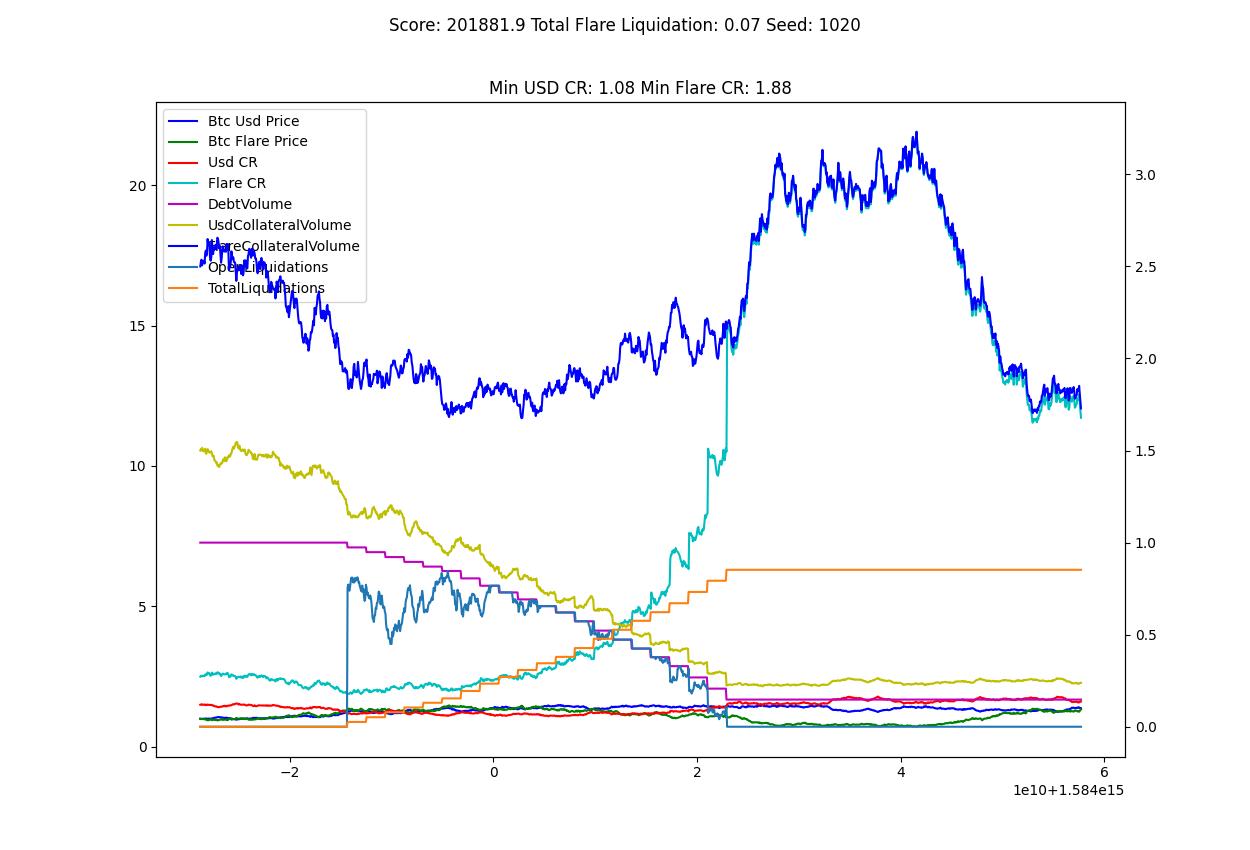 Score: 201881.9 Total Flare Liquidation: 0.07 Seed: 1020
Min USD CR: 1.08 Min Flare CR: 1.88
Btc Usd Price
Btc Flare Price
Usd CR
Flare CR
DebtVolume
UsdCollateralVolume
FlareCollateralVolume
OpenLiquidations
TotalLiquidations
20
15
10
5
0
3.0
2.5
2.0
1.5
1.0
0.5
0.0
−2
0
2
4
6
1e10+1.584e15